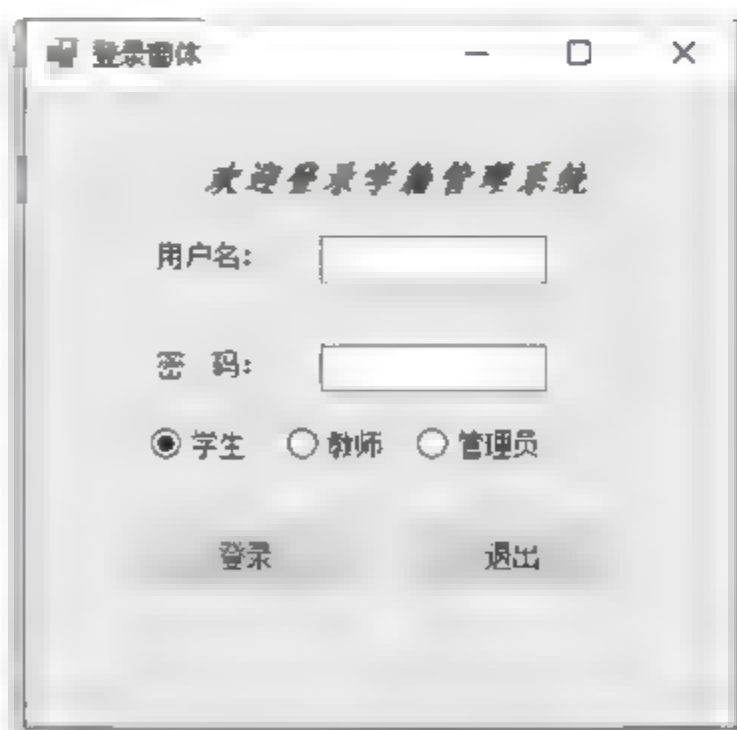 登录窗体
欢迎登录学籍管理系统
用户名:
密 码:
学生 教师 管理员
登录 退出